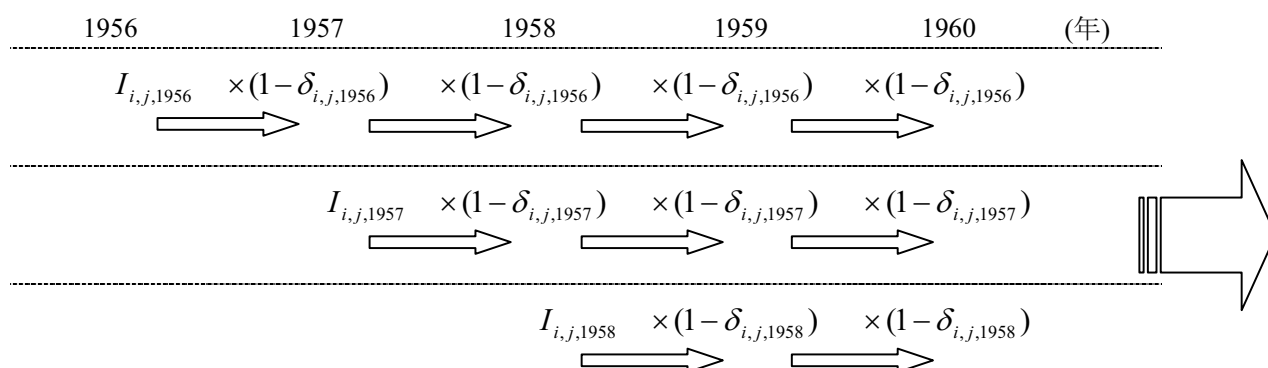 1956 1957 1958 1959 1960 (年)
I_{i,j,1956} ×(1−δ_{i,j,1956}) ×(1−δ_{i,j,1956}) ×(1−δ_{i,j,1956}) ×(1−δ_{i,j,1956})
I_{i,j,1957} ×(1−δ_{i,j,1957}) ×(1−δ_{i,j,1957}) ×(1−δ_{i,j,1957})
I_{i,j,1958} ×(1−δ_{i,j,1958}) ×(1−δ_{i,j,1958})